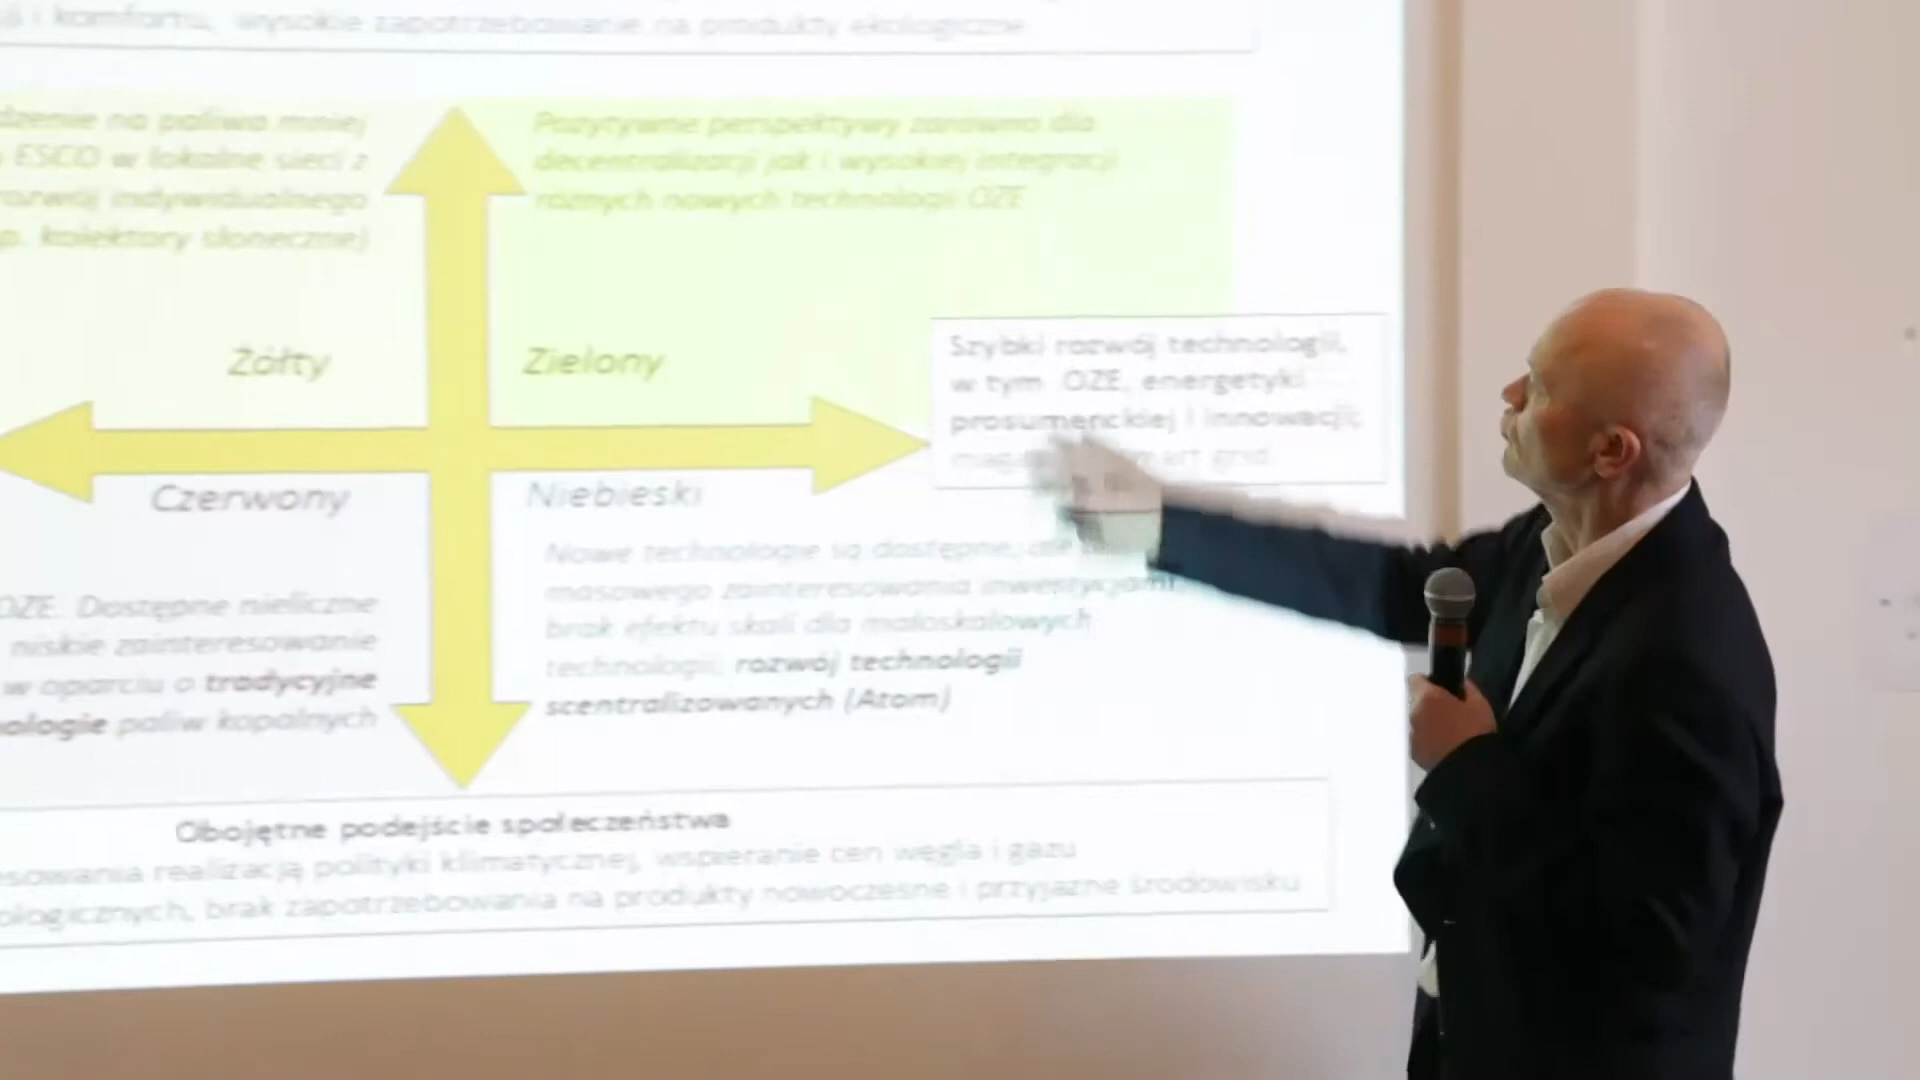 i komfortu, wysokie zapotrzebowanie na produkty ekologiczne
dzenie na paliwa mniej
ESCO w lokalne sieci z
rozwój indywidualnego
p. kolektory słoneczne)
Pozytywne perspektywy zarówno dla
decentralizacji jak i wysokiej integracji
różnych nowych technologii OZE
Żółty
Zielony
Szybki rozwój technologii,
w tym OZE, energetyki
prosumenckiej i innowacji;
art grid
Czerwony
Niebieski
OZE. Dostępne nieliczne
niskie zainteresowanie
w oparciu o tradycyjne
ologie paliw kopalnych
Nowe technologie są dostępne,
masowego zainteresowania inwestycjami,
brak efektu skali dla małoskalowych
technologii; rozwój technologii
scentralizowanych (Atom)
Obojętne podejście społeczeństwa
esowania realizacją polityki klimatycznej, wspieranie cen węgla i gazu
ologicznych, brak zapotrzebowania na produkty nowoczesne i przyjazne środowisku